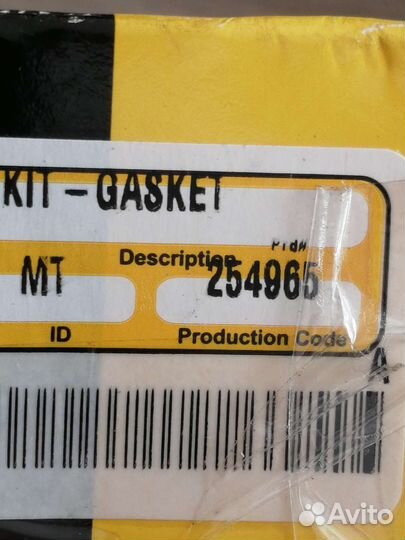 KIT-GASKET
Description
MT 254965
ID Production Code
A
Avito